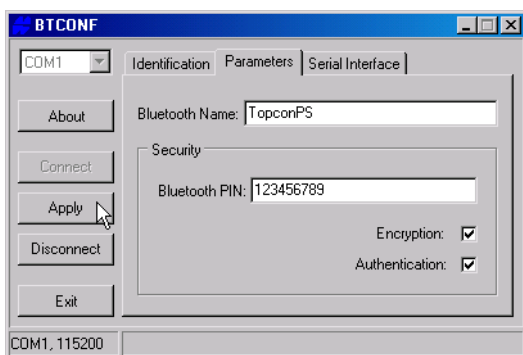 BTCONF
COM1
About
Connect
Apply
Disconnect
Exit
Identification Parameters Serial Interface
Bluetooth Name: TopconPS
Security
Bluetooth PIN: 123456789
Encryption:
Authentication:
COM1, 115200